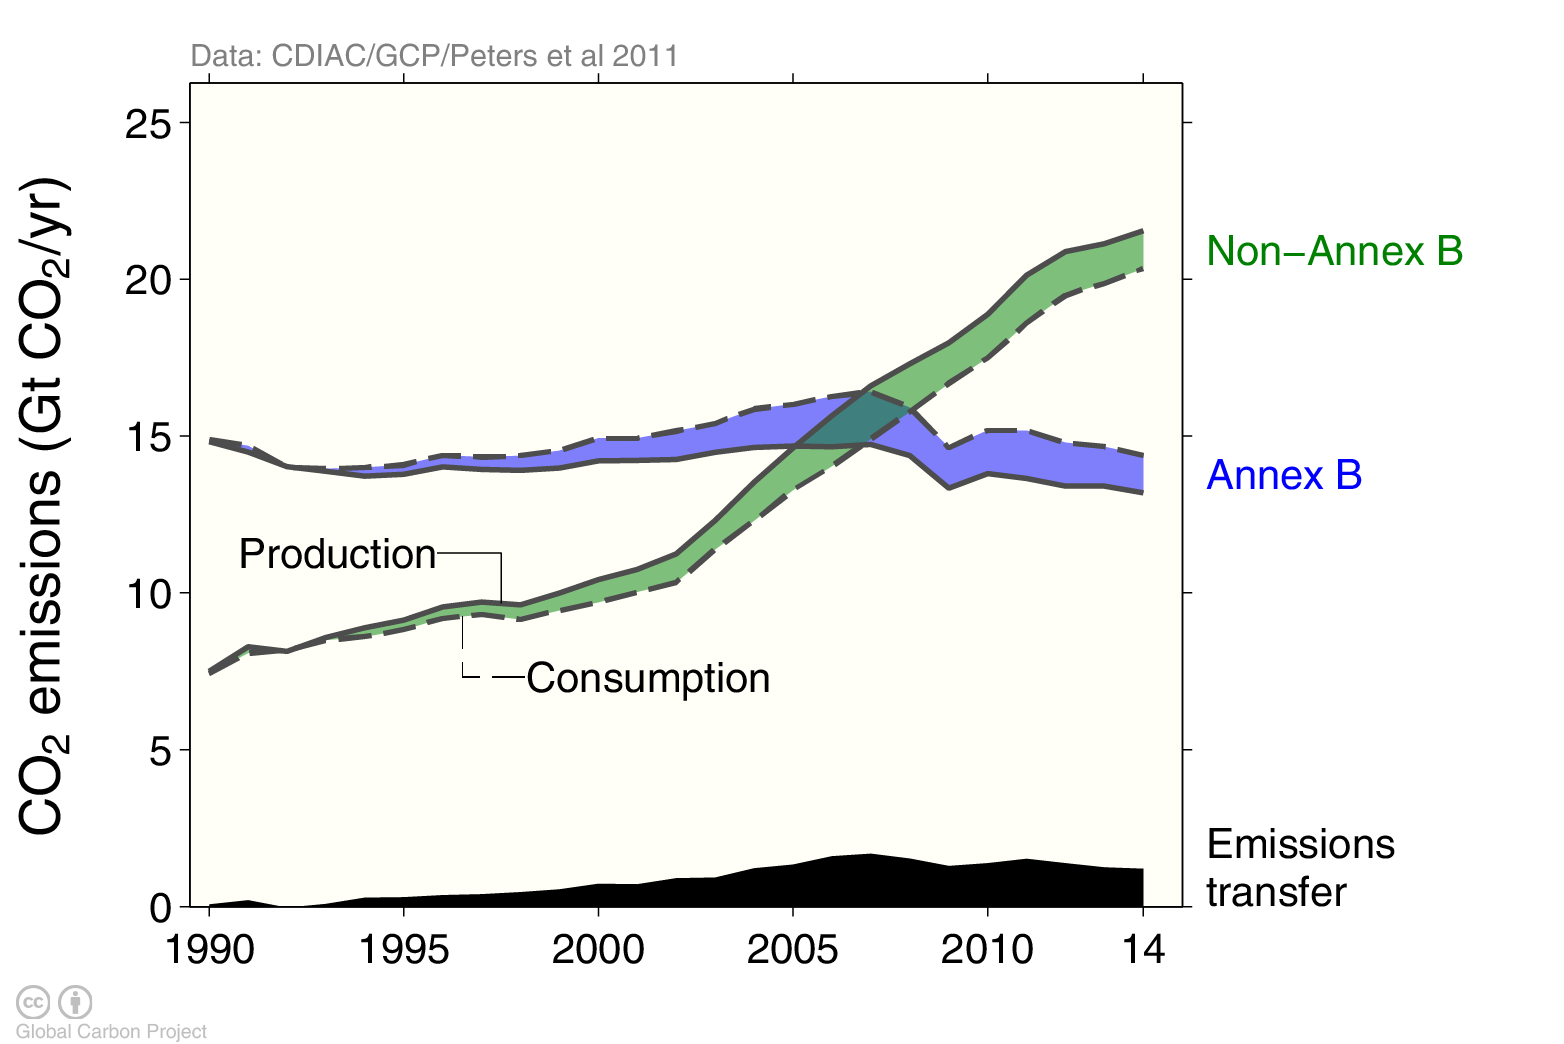 Data: CDIAC/GCP/Peters et al 2011
CO₂ emissions (Gt CO₂/yr)
25
20
15
10
5
0
Non−Annex B
Annex B
Production
Consumption
Emissions
transfer
1990 1995 2000 2005 2010 14
cc
Global Carbon Project